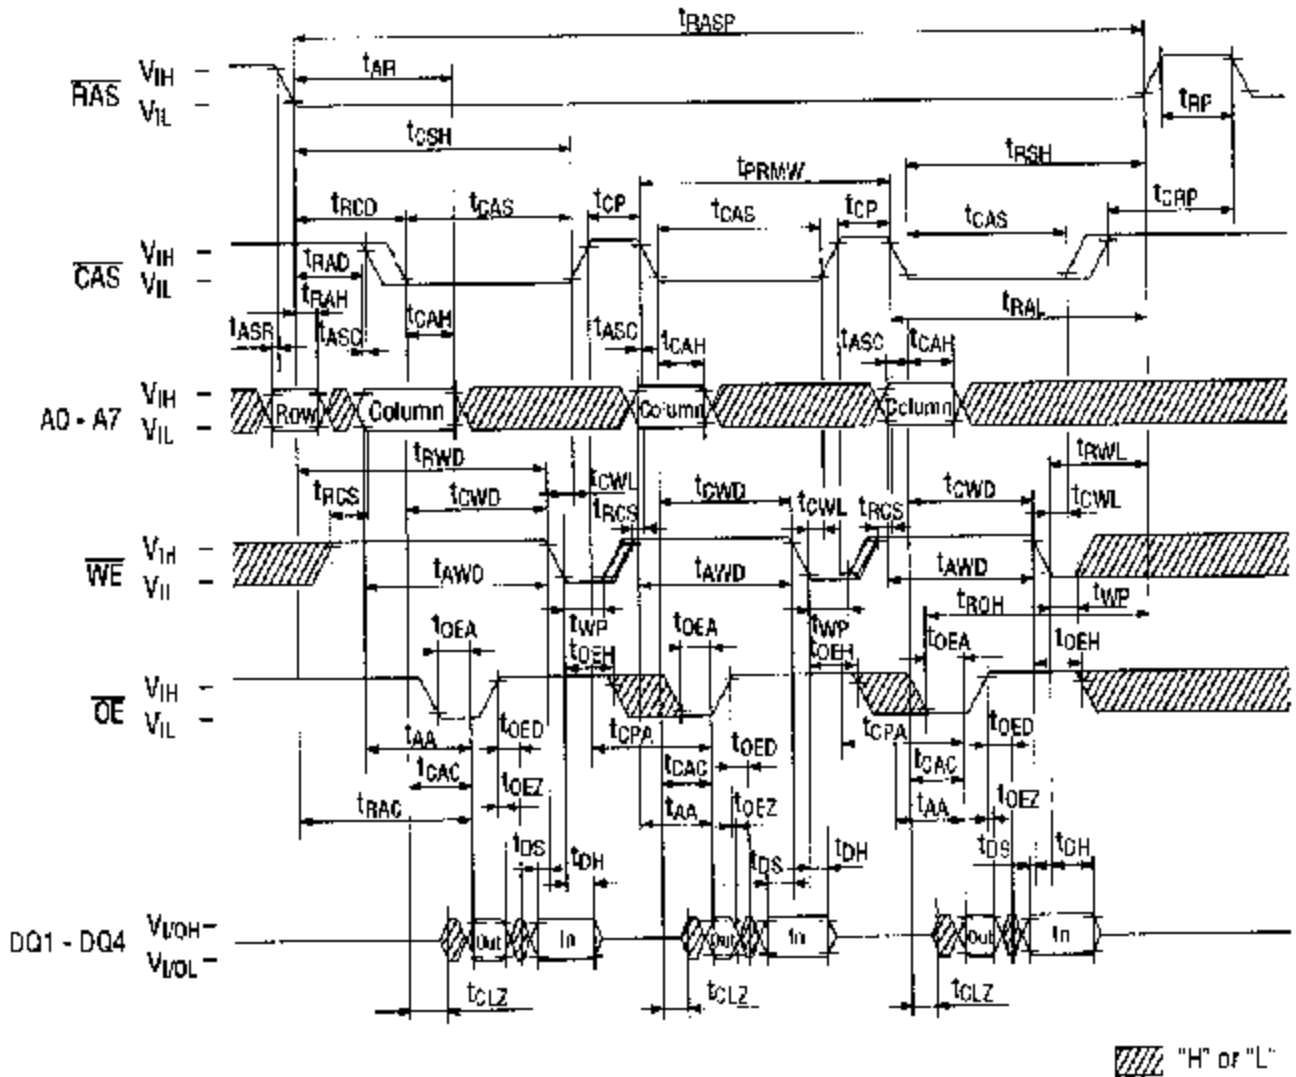 tRASP
RAS VIH
VIL
tAR
tRP
tCSH
tRSH
tPRMW
tCRP
tRCD tCAS tCP tCAS tCP tCAS
CAS VIH
VIL
tRAD
tRAH
tRAL
tASR tASC tCAH tASC tCAH tASC tCAH
A0 - A7 VIH
VIL
Row Column Column Column
tRWD tRWL
tRCS tCWD tCWL tRCS tCWD tCWL tRCS tCWD tCWL
WE VIH
VIL
tAWD tAWD tAWD
tWP tWP tROH tWP
tOEA tOEH tOEA tOEH tOEA tOEH
OE VIH
VIL
tAA tOED tCPA tOED tCPA tOED
tCAC tOEZ tCAC tOEZ tCAC tOEZ
tRAC tAA tAA
tDS tDH tDS tDH tDS tDH
DQ1 - DQ4 VI/OH
VI/OL
Out In Out In Out In
tCLZ tCLZ tCLZ
"H" or "L"